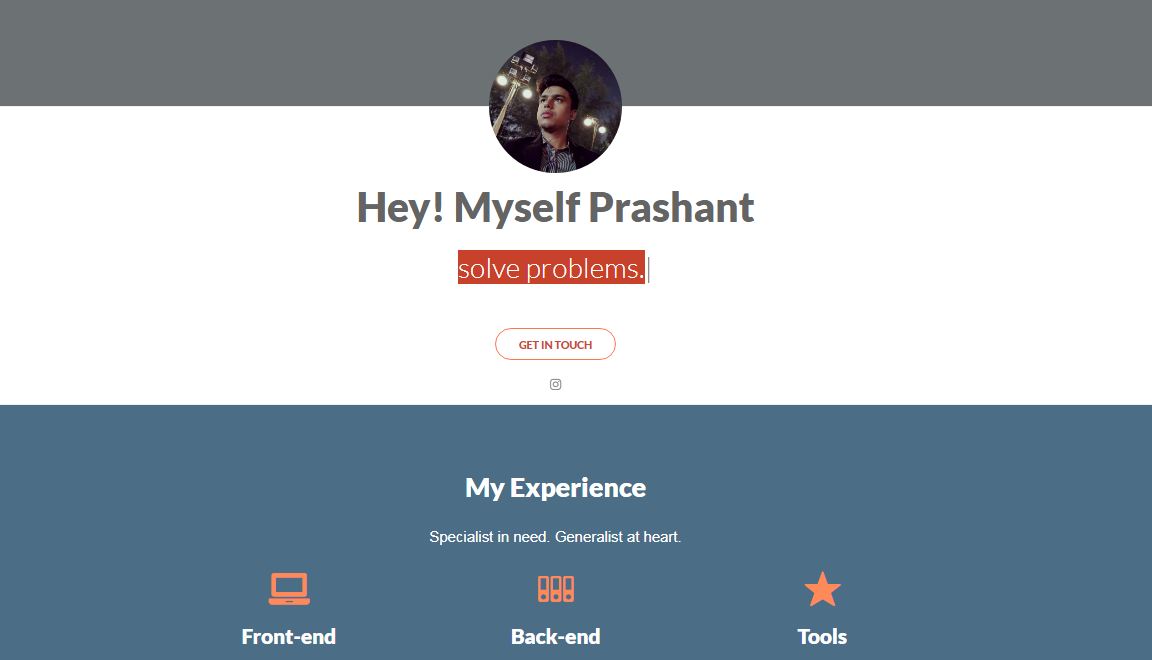 Hey! Myself Prashant
solve problems.
GET IN TOUCH
My Experience
Specialist in need. Generalist at heart.
Front-end Back-end Tools